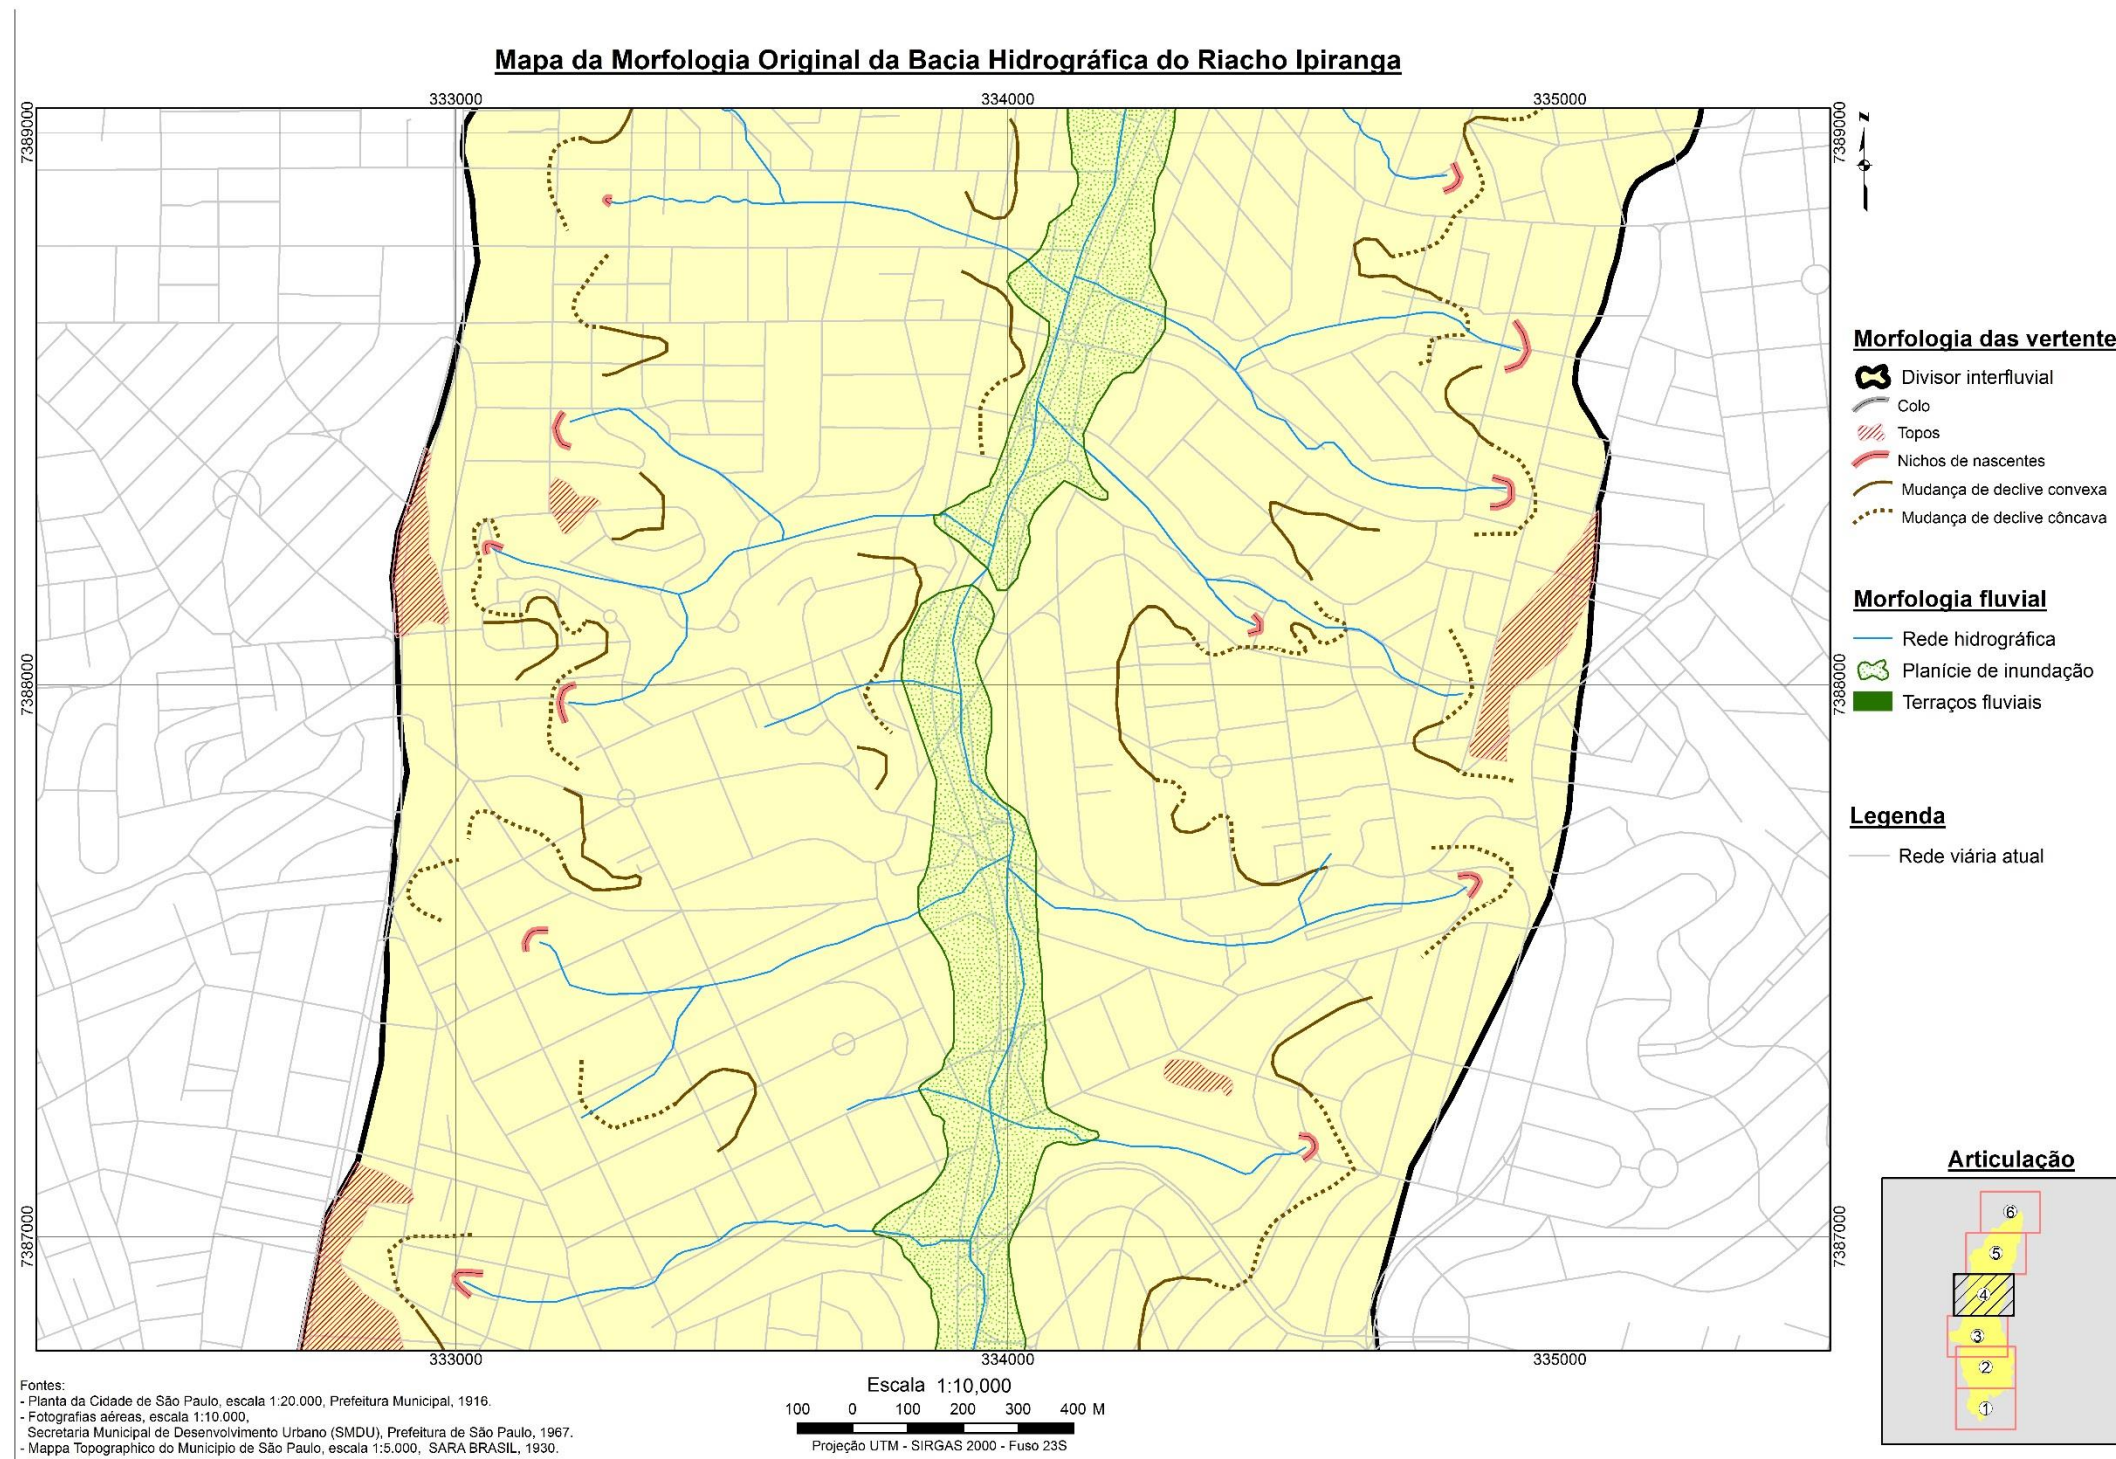 Mapa da Morfologia Original da Bacia Hidrográfica do Riacho Ipiranga
333000
334000
335000
7389000
7389000
7388000
7388000
7387000
7387000
333000
334000
335000
Z
Morfologia das vertente
Divisor interfluvial
Colo
Topos
Nichos de nascentes
Mudança de declive convexa
Mudança de declive côncava
Morfologia fluvial
Rede hidrográfica
Planície de inundação
Terraços fluviais
Legenda
Rede viária atual
Articulação
6
5
4
3
2
1
Fontes:
- Planta da Cidade de São Paulo, escala 1:20.000, Prefeitura Municipal, 1916.
- Fotografias aéreas, escala 1:10.000,
Secretaria Municipal de Desenvolvimento Urbano (SMDU), Prefeitura de São Paulo, 1967.
- Mappa Topographico do Municipio de São Paulo, escala 1:5.000, SARA BRASIL, 1930.
Escala 1:10,000
100 0 100 200 300 400 M
Projeção UTM - SIRGAS 2000 - Fuso 23S